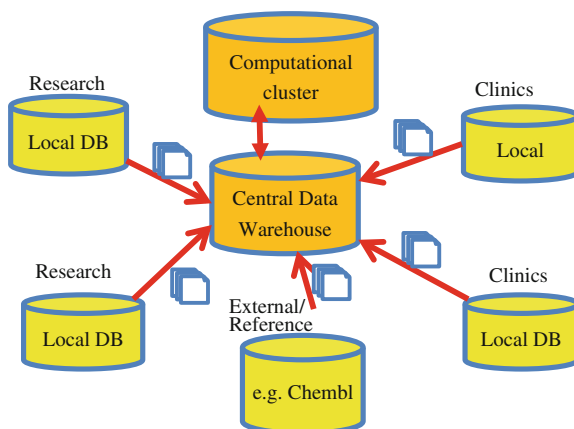 Computational
cluster
Research
Local DB
Clinics
Local
Central Data
Warehouse
Research
Local DB
External/
Reference
e.g. Chembl
Clinics
Local DB